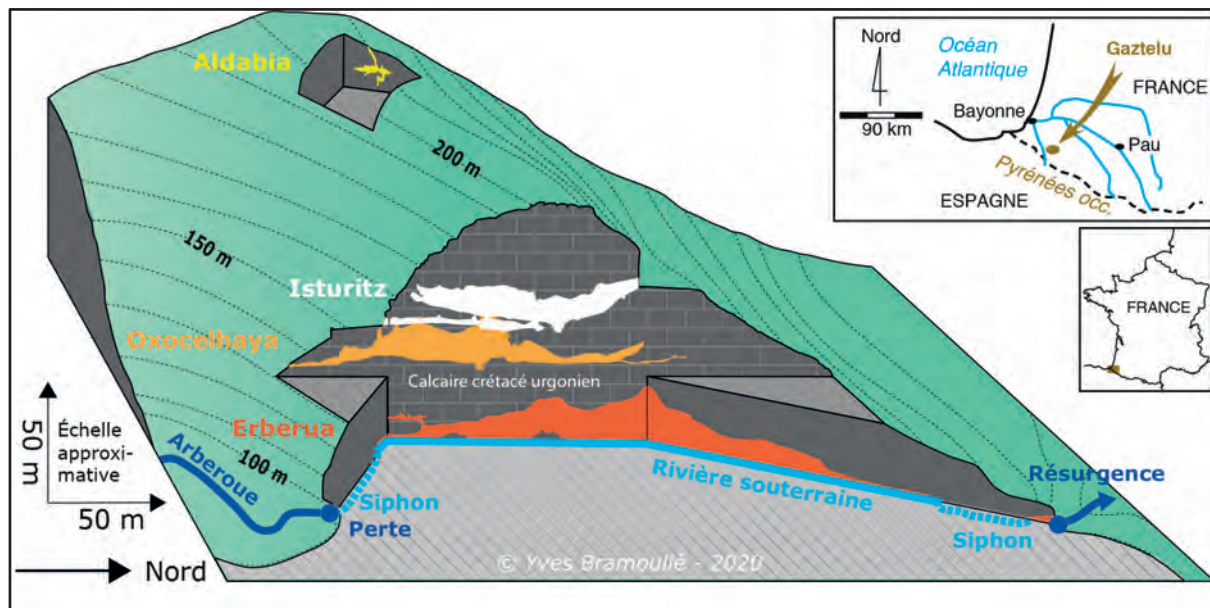 Aldabia
200 m
150 m
Isturitz
Oxocelhaya
Calcaire crétacé urgonien
Erberua
100 m
Arberoue
Siphon
Perte
Rivière souterraine
Siphon
Résurgence
50 m
Échelle
approxi-
mative
50 m
Nord
© Yves Bramoullé - 2020
Nord
90 km
Océan
Atlantique
Gaztelu
FRANCE
Bayonne
Pau
Pyrénées occ.
ESPAGNE
FRANCE